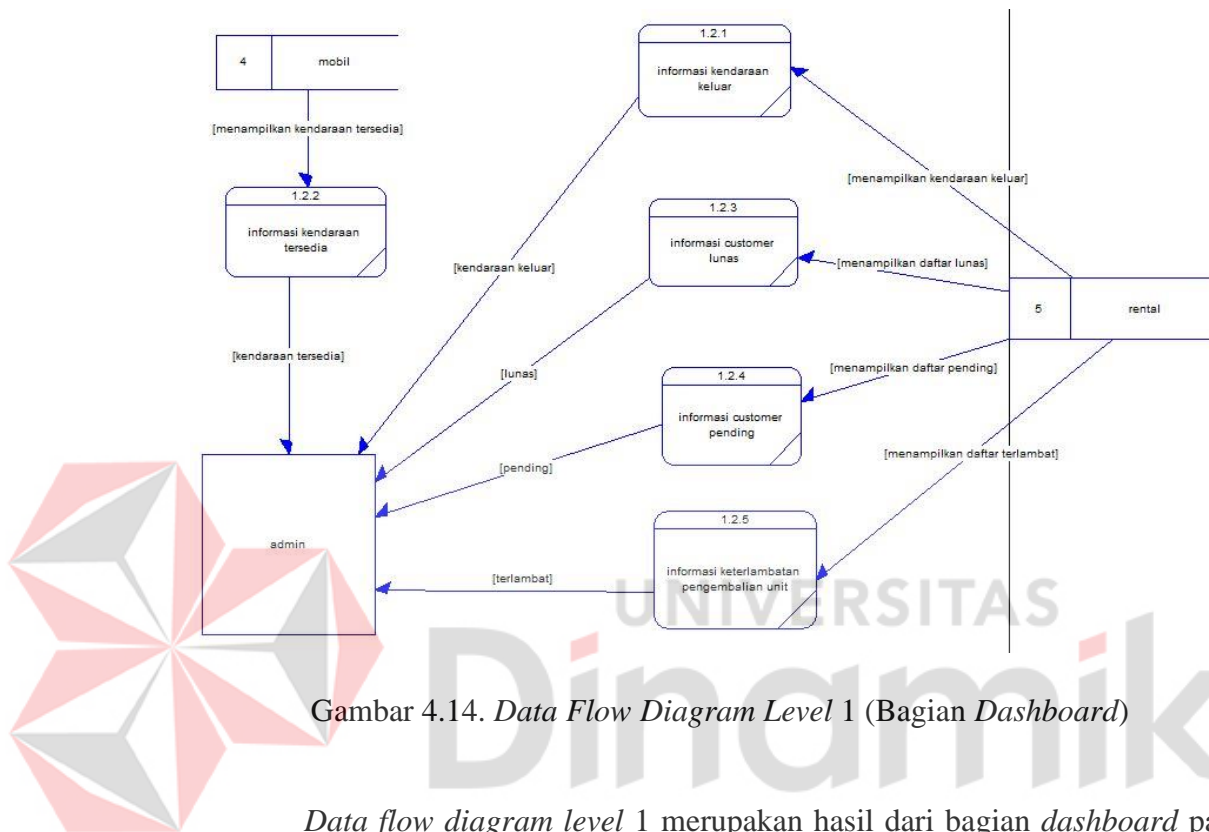 4
mobil
[menampilkan kendaraan tersedia]
1.2.2
informasi kendaraan
tersedia
[kendaraan tersedia]
1.2.1
informasi kendaraan
keluar
[menampilkan kendaraan keluar]
[kendaraan keluar]
1.2.3
informasi customer
lunas
[menampilkan daftar lunas]
[lunas]
5
rental
1.2.4
informasi customer
pending
[menampilkan daftar pending]
[pending]
[menampilkan daftar terlambat]
1.2.5
informasi keterlambatan
pengembalian unit
[terlambat]
admin
UNIVERSITAS
Dinamik
Gambar 4.14. Data Flow Diagram Level 1 (Bagian Dashboard)
Data flow diagram level 1 merupakan hasil dari bagian dashboard pa